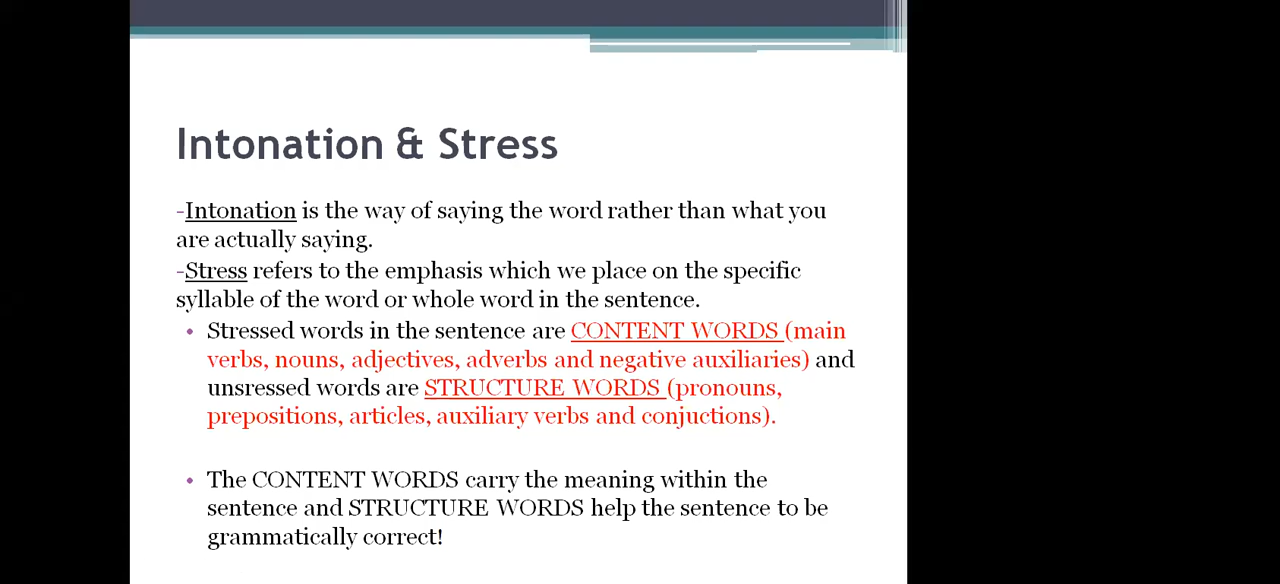 Intonation & Stress
-Intonation is the way of saying the word rather than what you
are actually saying.
-Stress refers to the emphasis which we place on the specific
syllable of the word or whole word in the sentence.
• Stressed words in the sentence are CONTENT WORDS (main
verbs, nouns, adjectives, adverbs and negative auxiliaries) and
unsressed words are STRUCTURE WORDS (pronouns,
prepositions, articles, auxiliary verbs and conjuctions).
• The CONTENT WORDS carry the meaning within the
sentence and STRUCTURE WORDS help the sentence to be
grammatically correct!